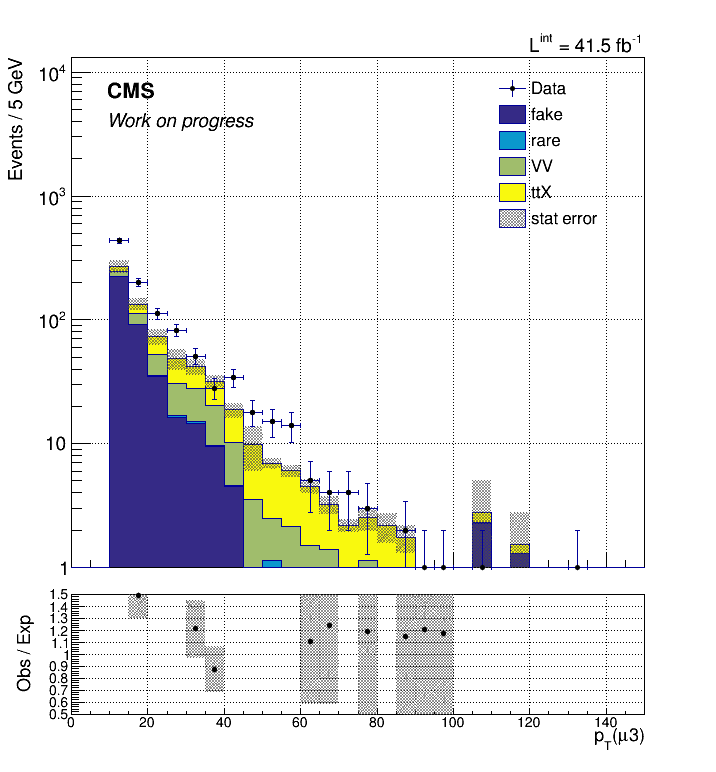 L^int = 41.5 fb^-1
Events / 5 GeV
10^4
10^3
10^2
10
1
CMS
Work on progress
Data
fake
rare
VV
ttX
stat error
Obs / Exp
1.5
1.4
1.3
1.2
1.1
1
0.9
0.8
0.7
0.6
0.5
0 20 40 60 80 100 120 140
p_T(μ3)